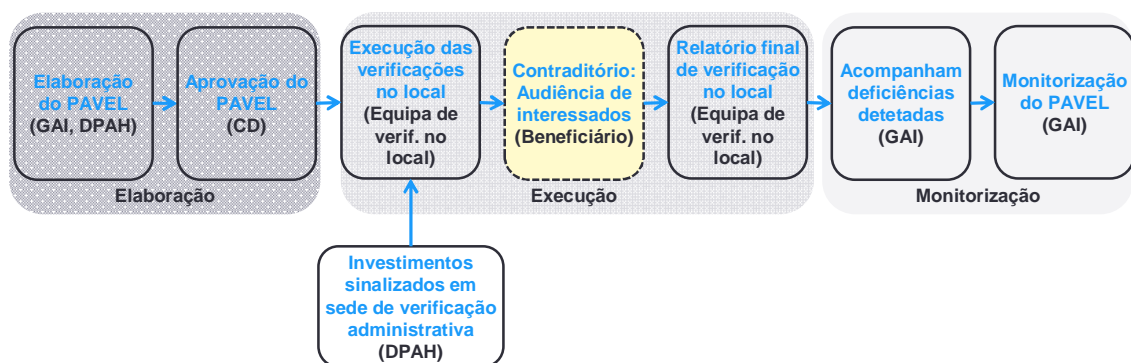 Elaboração
do PAVEL
(GAI, DPAH)
Aprovação do
PAVEL
(CD)
Elaboração
Execução das
verificações
no local
(Equipa de
verif. no
local)
Contraditório:
Audiência de
interessados
(Beneficiário)
Relatório final
de verificação
no local
(Equipa de
verif. no
local)
Execução
Acompanham
deficiências
detetadas
(GAI)
Monitorização
do PAVEL
(GAI)
Monitorização
Investimentos
sinalizados em
sede de verificação
administrativa
(DPAH)